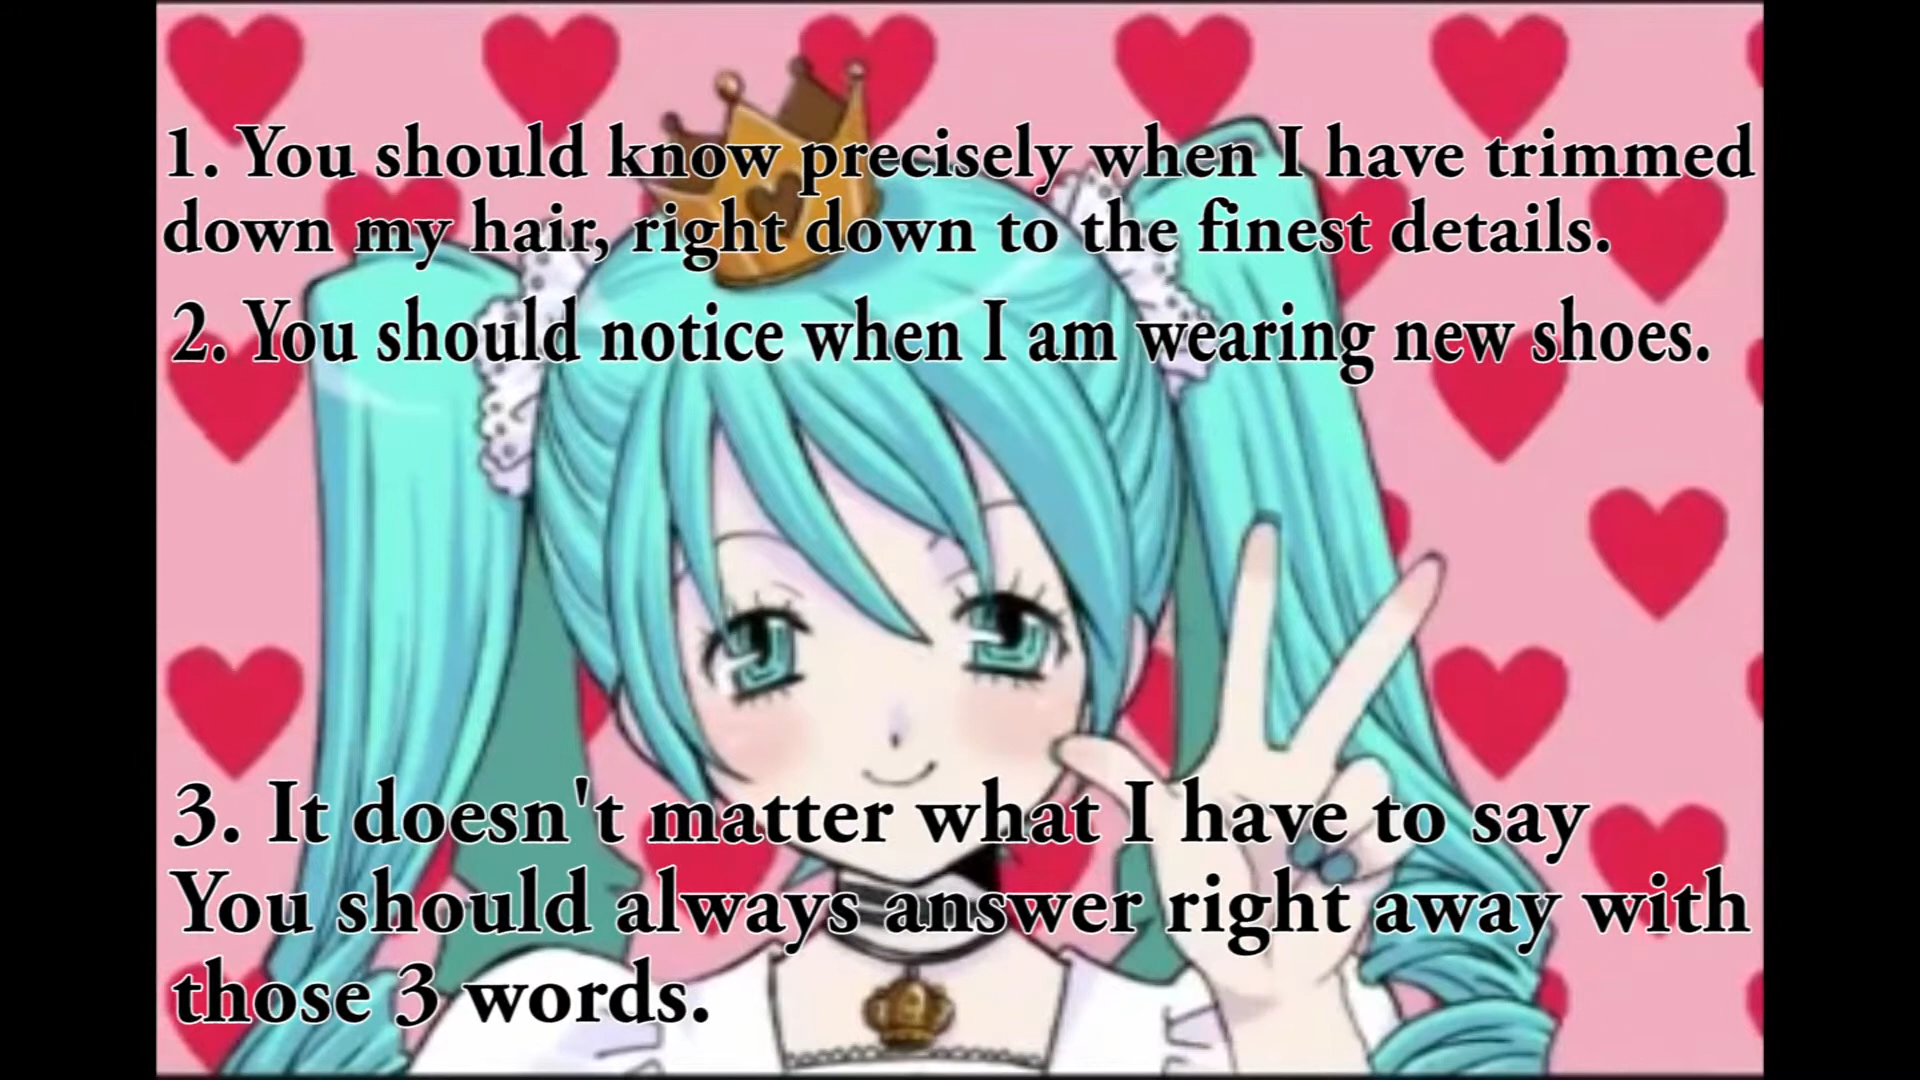 1. You should know precisely when I have trimmed
down my hair, right down to the finest details.
2. You should notice when I am wearing new shoes.
3. It doesn't matter what I have to say
You should always answer right away with
those 3 words.